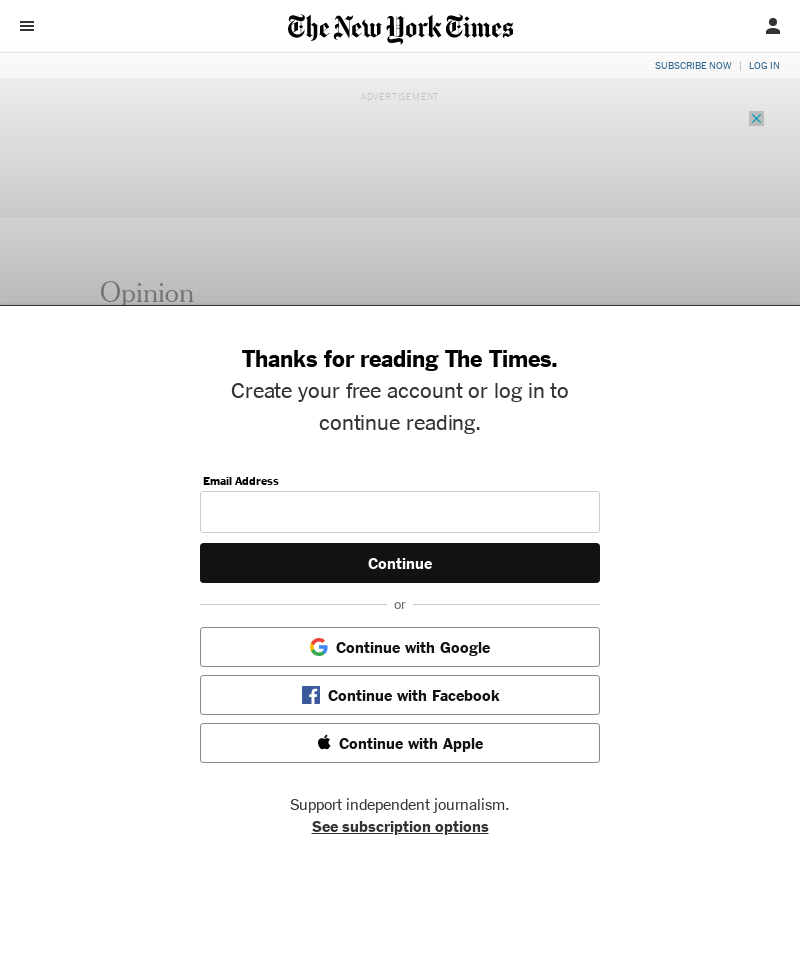 The New York Times
SUBSCRIBE NOW | LOG IN
ADVERTISEMENT
Opinion
Thanks for reading The Times.
Create your free account or log in to
continue reading.
Email Address
Continue
or
Continue with Google
Continue with Facebook
Continue with Apple
Support independent journalism.
See subscription options